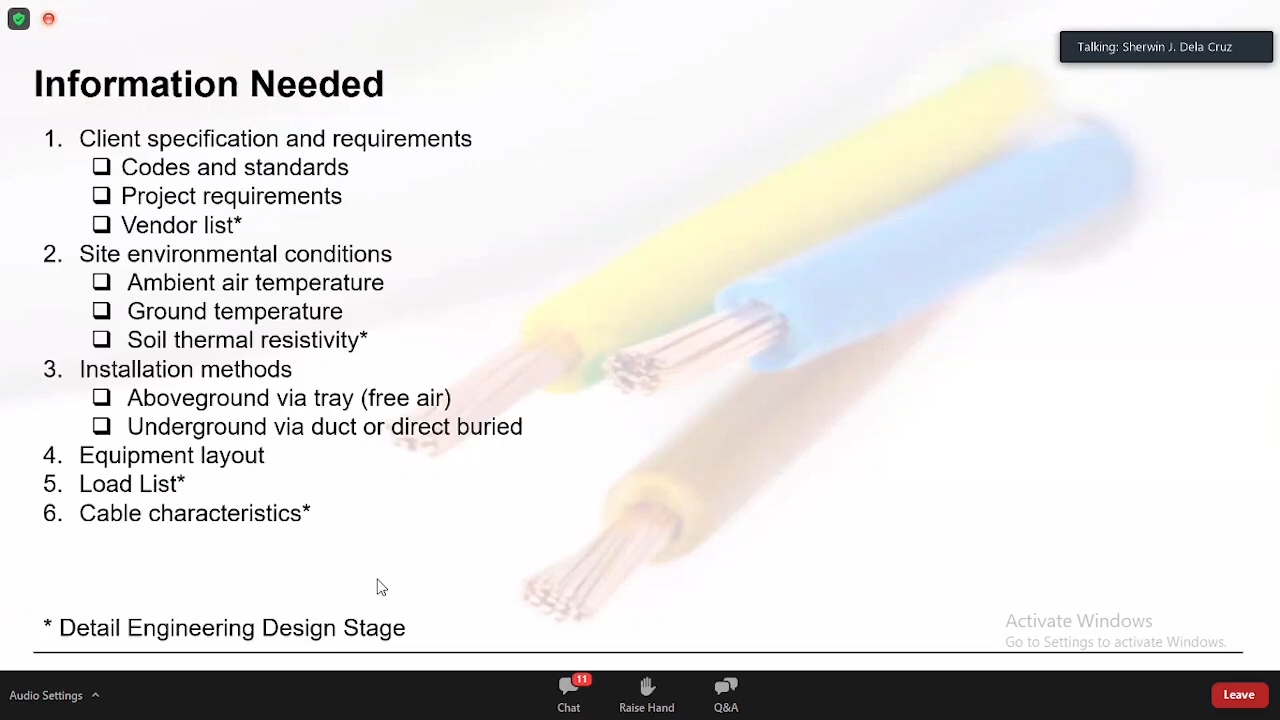 Talking: Sherwin J. Dela Cruz
Information Needed
1. Client specification and requirements
❑ Codes and standards
❑ Project requirements
❑ Vendor list*
2. Site environmental conditions
❑ Ambient air temperature
❑ Ground temperature
❑ Soil thermal resistivity*
3. Installation methods
❑ Aboveground via tray (free air)
❑ Underground via duct or direct buried
4. Equipment layout
5. Load List*
6. Cable characteristics*
* Detail Engineering Design Stage
Activate Windows
Go to Settings to activate Windows.
Audio Settings
11
Chat
Raise Hand
Q&A
Leave